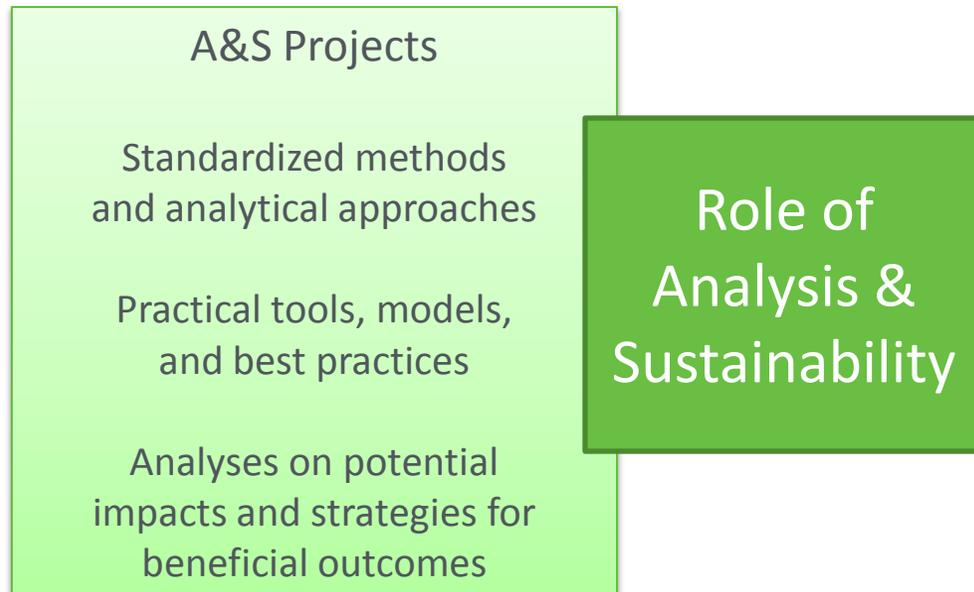 A&S Projects
Standardized methods
and analytical approaches
Practical tools, models,
and best practices
Analyses on potential
impacts and strategies for
beneficial outcomes
Role of
Analysis &
Sustainability